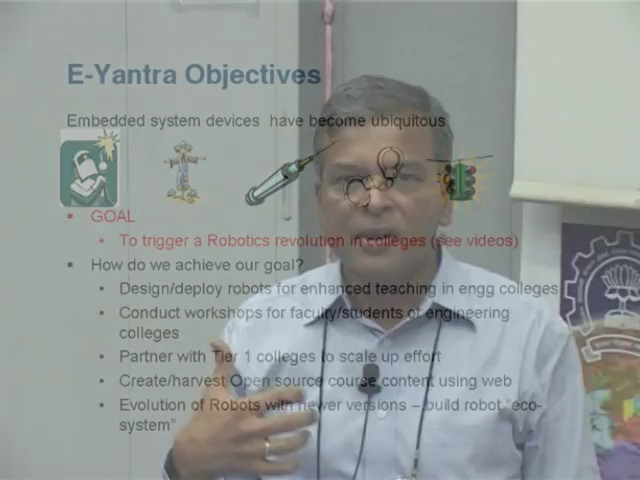 E-Yantra Objectives
Embedded system devices have become ubiquitous
• GOAL
• To trigger a Robotics revolution in colleges (see videos)
• How do we achieve our goal?
• Design/deploy robots for enhanced teaching in engg colleges
• Conduct workshops for faculty/students of engineering
colleges
• Partner with Tier 1 colleges to scale up effort
• Create/harvest Open source course content using web
• Evolution of Robots with newer versions – build robot "eco-
system"